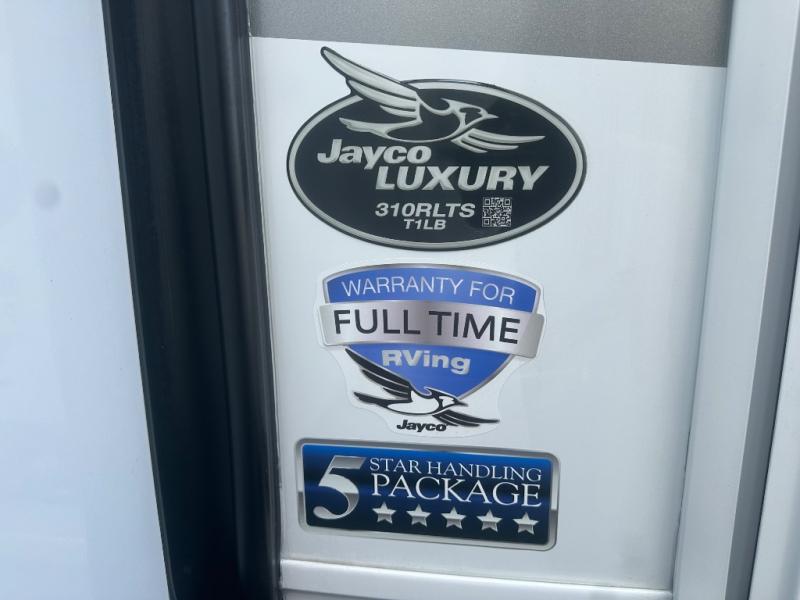 Jayco
LUXURY
310RLTS
T1LB
WARRANTY FOR
FULL TIME
RVing
Jayco
5 STAR HANDLING
PACKAGE